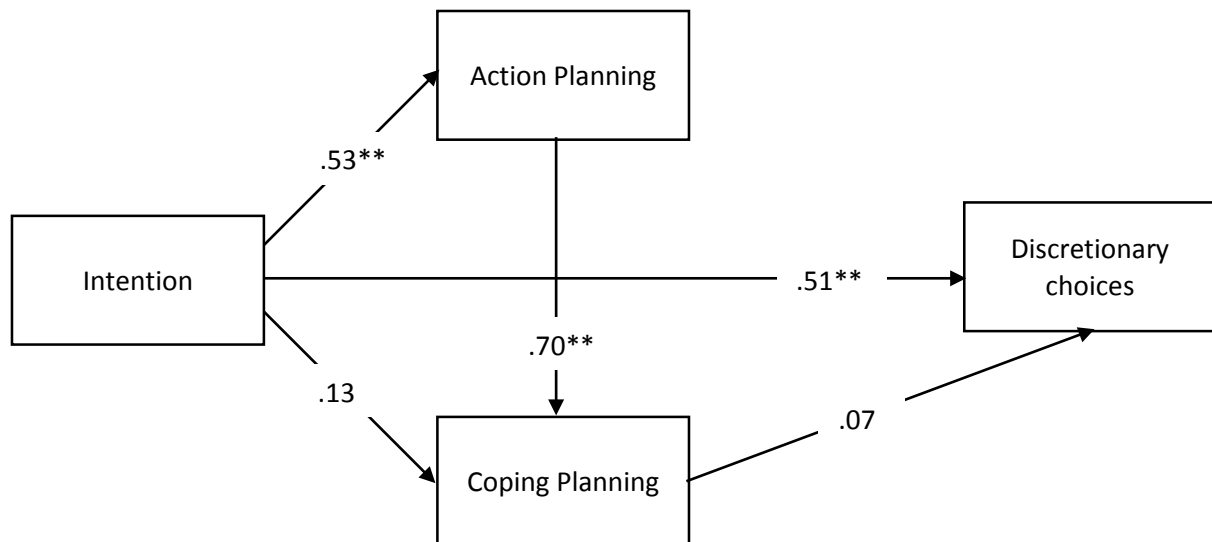 Action Planning
.53**
Intention
.51**
Discretionary
choices
.70**
.13
.07
Coping Planning